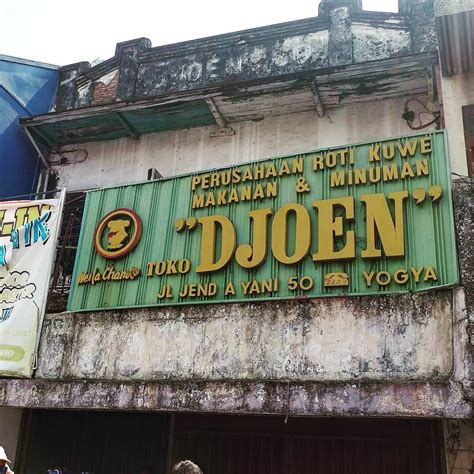 PERUSAHAAN ROTI KUWE
MAKANAN & MINUMAN
TOKO "DJOEN"
JL JEND A YANI 50 YOGYA